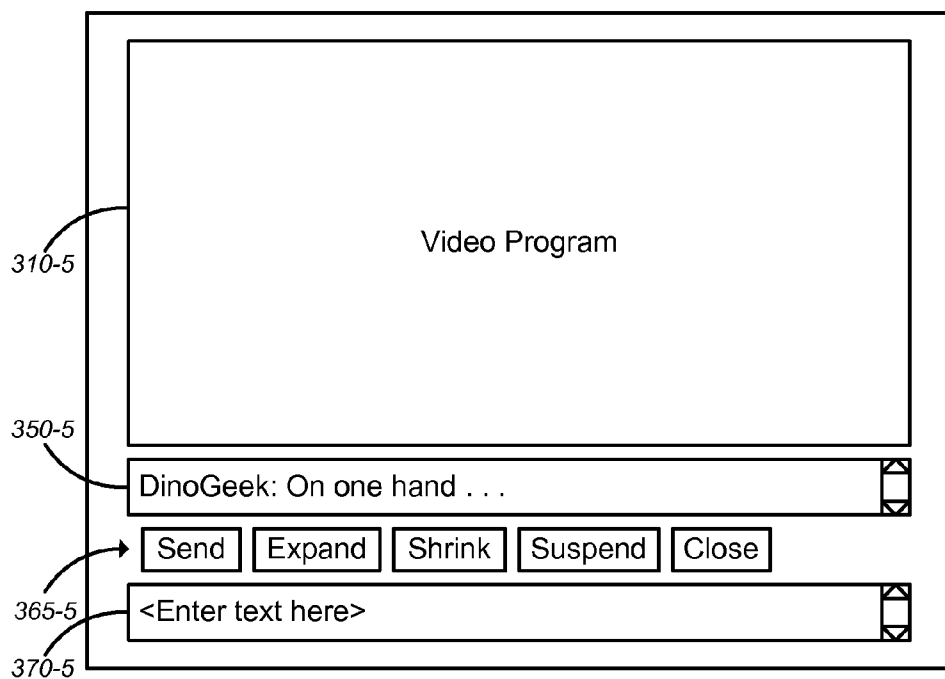 Video Program
310-5
350-5
DinoGeek: On one hand . . .
Send Expand Shrink Suspend Close
365-5
<Enter text here>
370-5